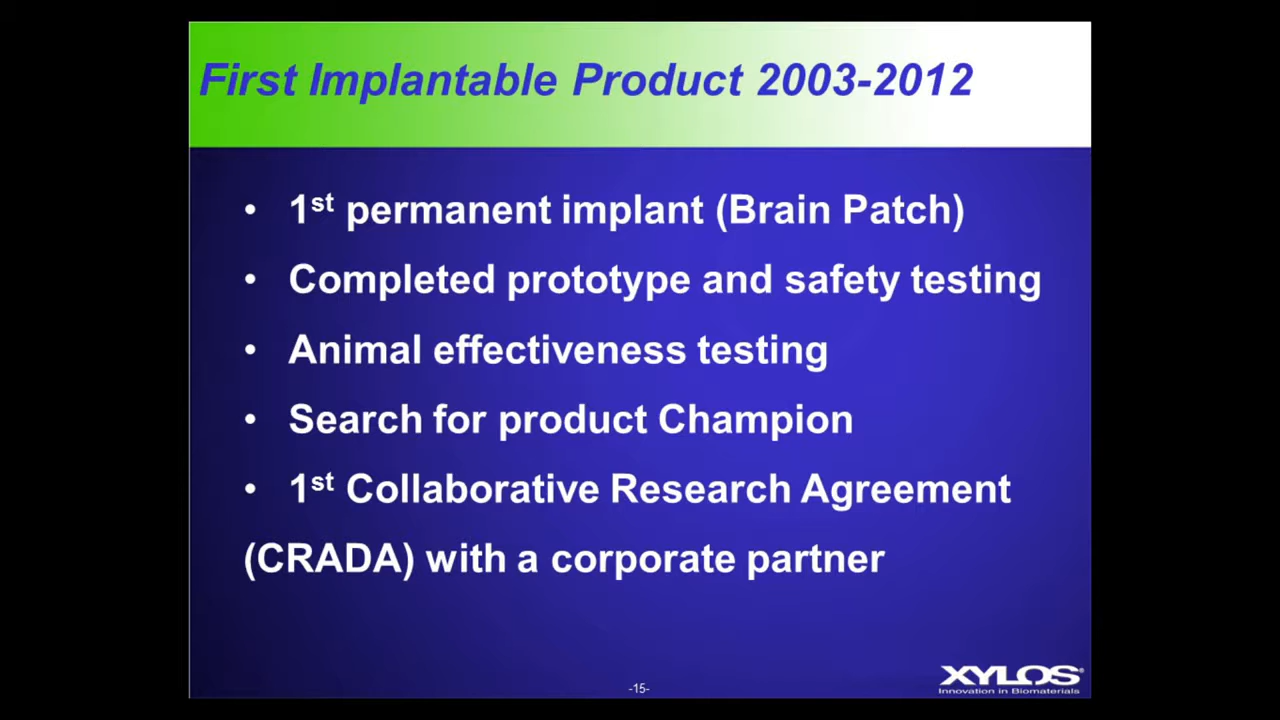 First Implantable Product 2003-2012
• 1st permanent implant (Brain Patch)
• Completed prototype and safety testing
• Animal effectiveness testing
• Search for product Champion
• 1st Collaborative Research Agreement
(CRADA) with a corporate partner
XYLOS®
Innovation in Biomaterials
-15-